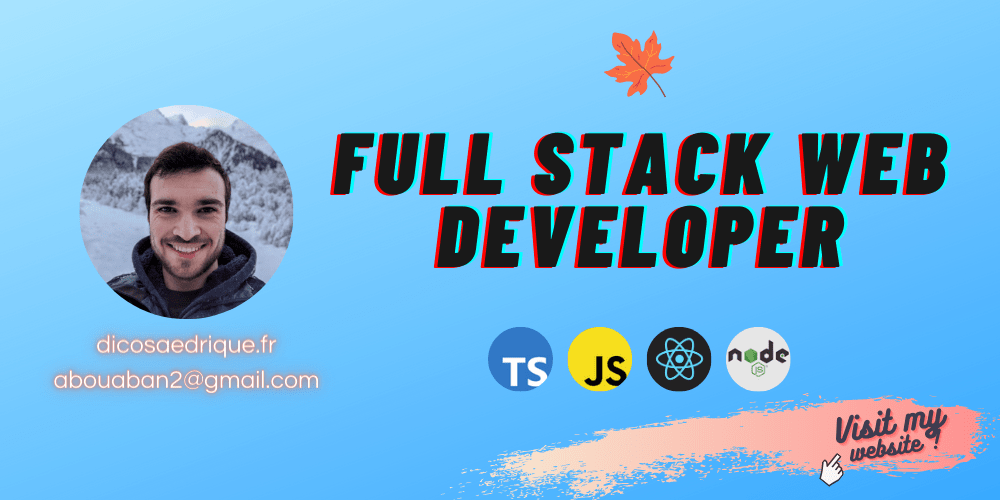 FULL STACK WEB
DEVELOPER
dicosaedrique.fr
abouaban2@gmail.com
TS
JS
node
JS
Visit my
website !